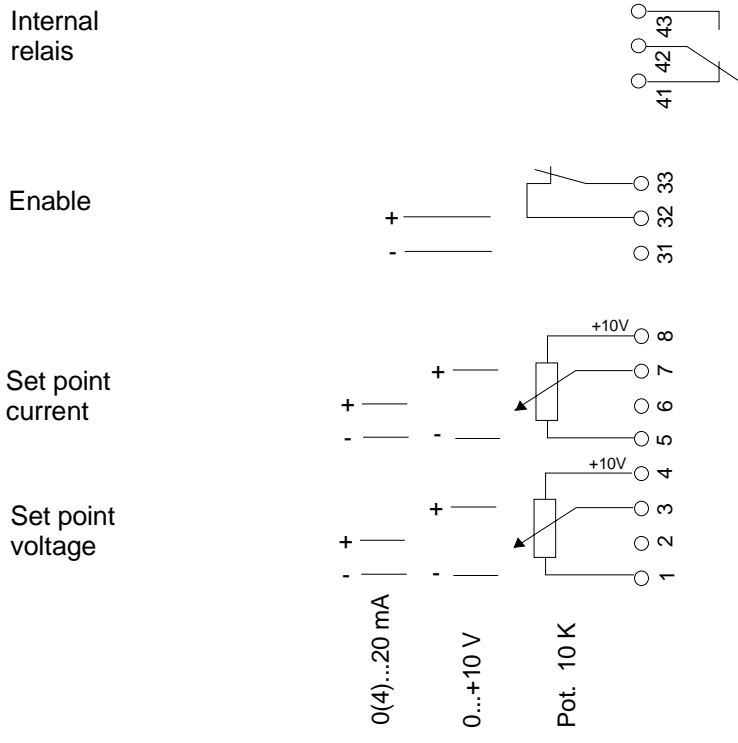 Internal
relais
43
42
41
Enable
33
+ 32
- 31
+10V 8
Set point + 7
current + 6
- - 5
+10V 4
Set point + 3
voltage + 2
- - 1
0(4)...20 mA
0...+10 V
Pot. 10 K